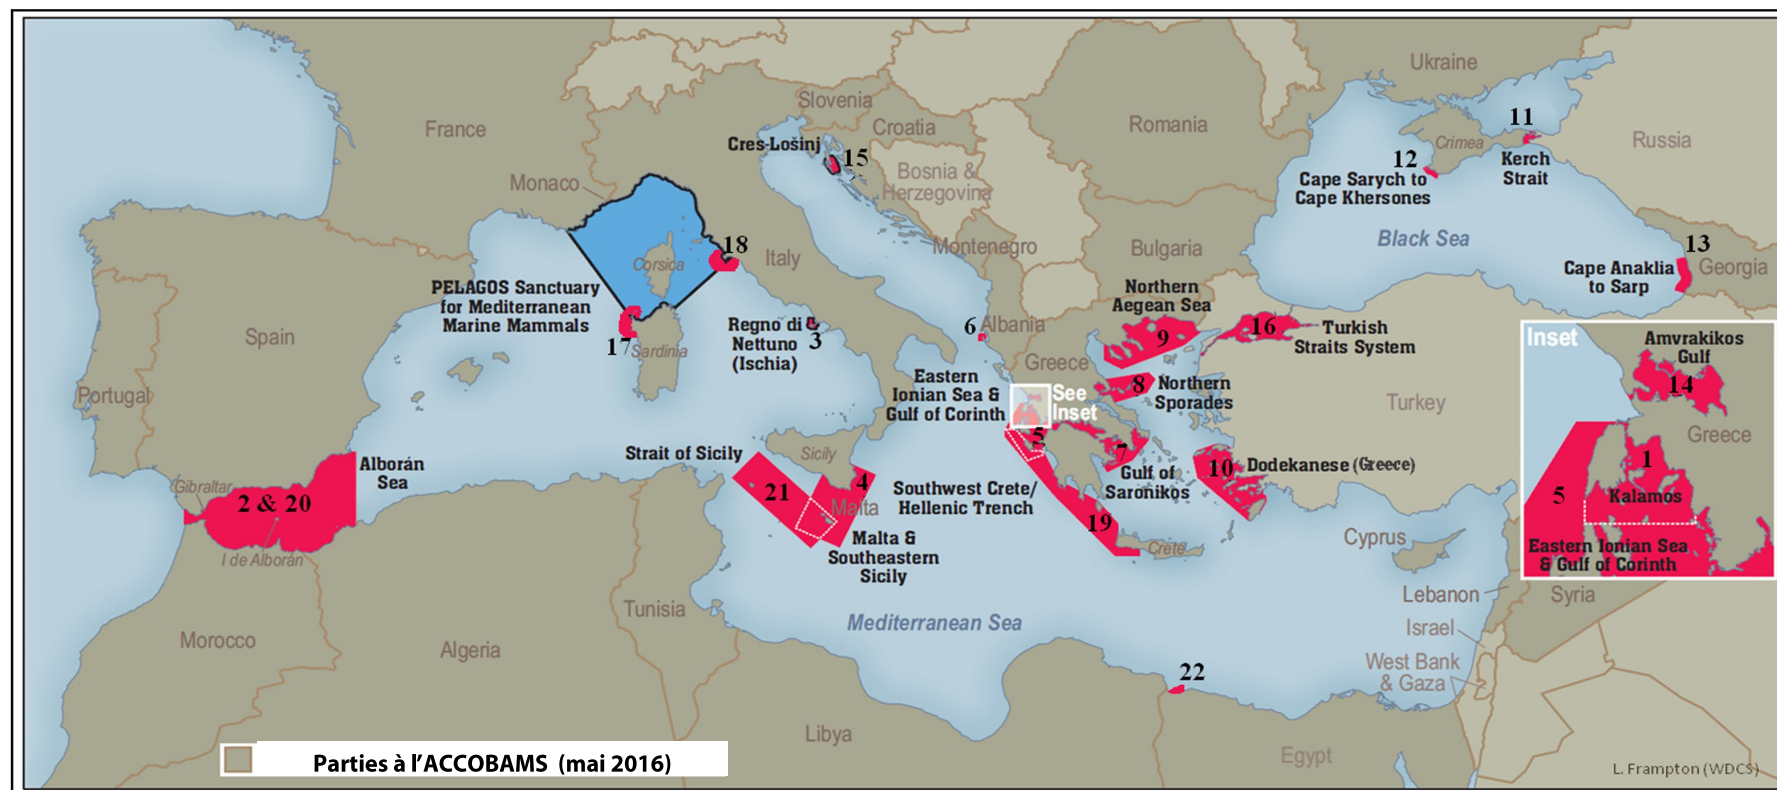 Ukraine
Slovenia
France
Croatia
Romania
11
Russia
Crimea
Cres-Lošinj
15
12
Kerch
Strait
Bosnia &
Herzegovina
Monaco
Cape Sarych to
Cape Khersones
Black Sea
18
Montenegro
Bulgaria
13
Italy
Corsica
Cape Anaklia
to Sarp
Georgia
PELAGOS Sanctuary
for Mediterranean
Marine Mammals
Northern
Aegean Sea
Regno di
Nettuno
(Ischia)
3
6
Albania
9
16
Turkish
Straits System
Inset
Amvrakikos
Gulf
14
Spain
17
Sardinia
Greece
Eastern
Ionian Sea &
Gulf of Corinth
See
Inset
8
Northern
Sporades
Portugal
Turkey
Greece
5
7
Gulf of
Saronikos
Strait of Sicily
Sicily
10
Dodekanese (Greece)
1
Kalamos
5
Alborán
Sea
Gibraltar
2 & 20
21
4
Malta
Southwest Crete/
Hellenic Trench
19
I de Alborán
Malta &
Southeastern
Sicily
Crete
Cyprus
Eastern Ionian Sea
& Gulf of Corinth
Lebanon
Syria
Tunisia
Mediterranean Sea
Israel
Morocco
Algeria
22
West Bank
& Gaza
Libya
Egypt
Parties à l’ACCOBAMS (mai 2016)
L. Frampton (WDCS)